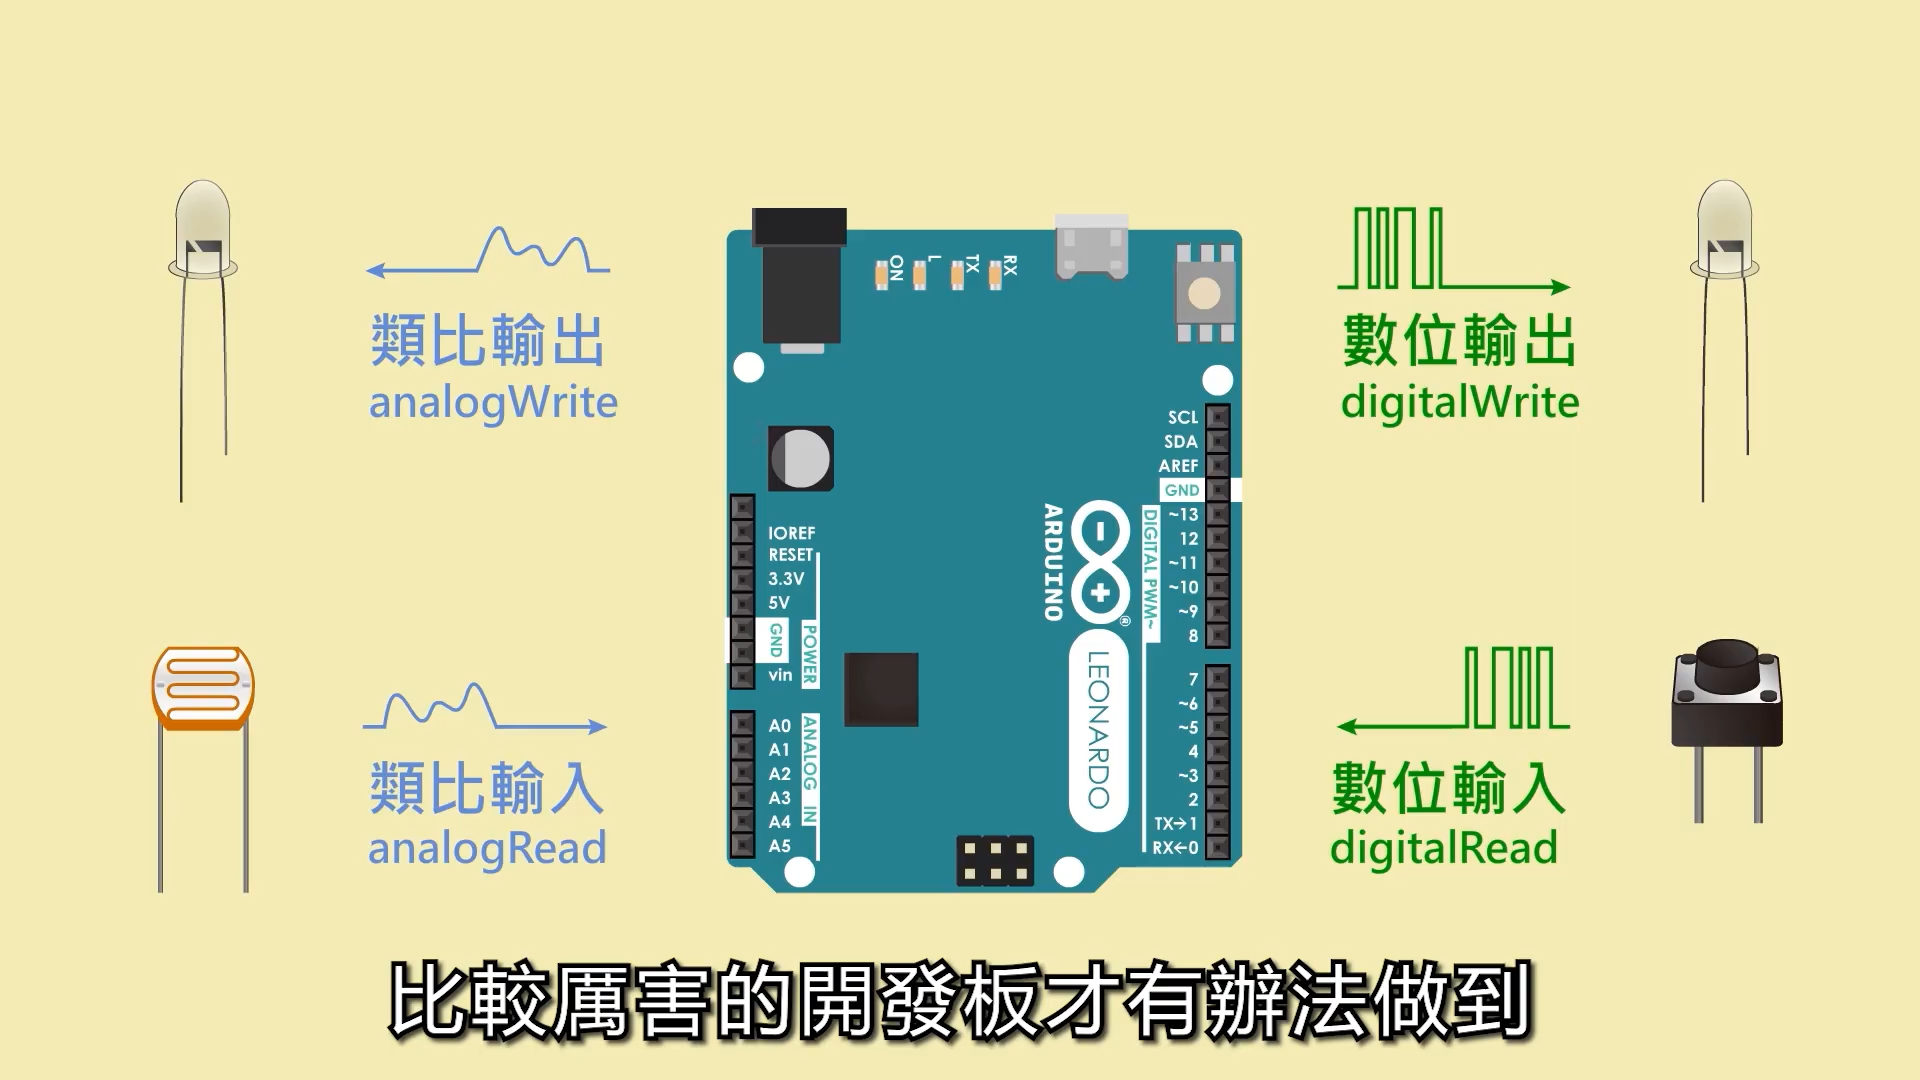 類比輸出
analogWrite
數位輸出
digitalWrite
類比輸入
analogRead
數位輸入
digitalRead
ON
L
TX
RX
SCL
SDA
AREF
GND
~13
12
~11
~10
~9
8
7
~6
~5
4
~3
2
TX→1
RX←0
DIGITAL PWM~
ARDUINO
®
LEONARDO
IOREF
RESET
3.3V
5V
GND
vin
POWER
A0
A1
A2
A3
A4
A5
ANALOG IN
比較厲害的開發板才有辦法做到